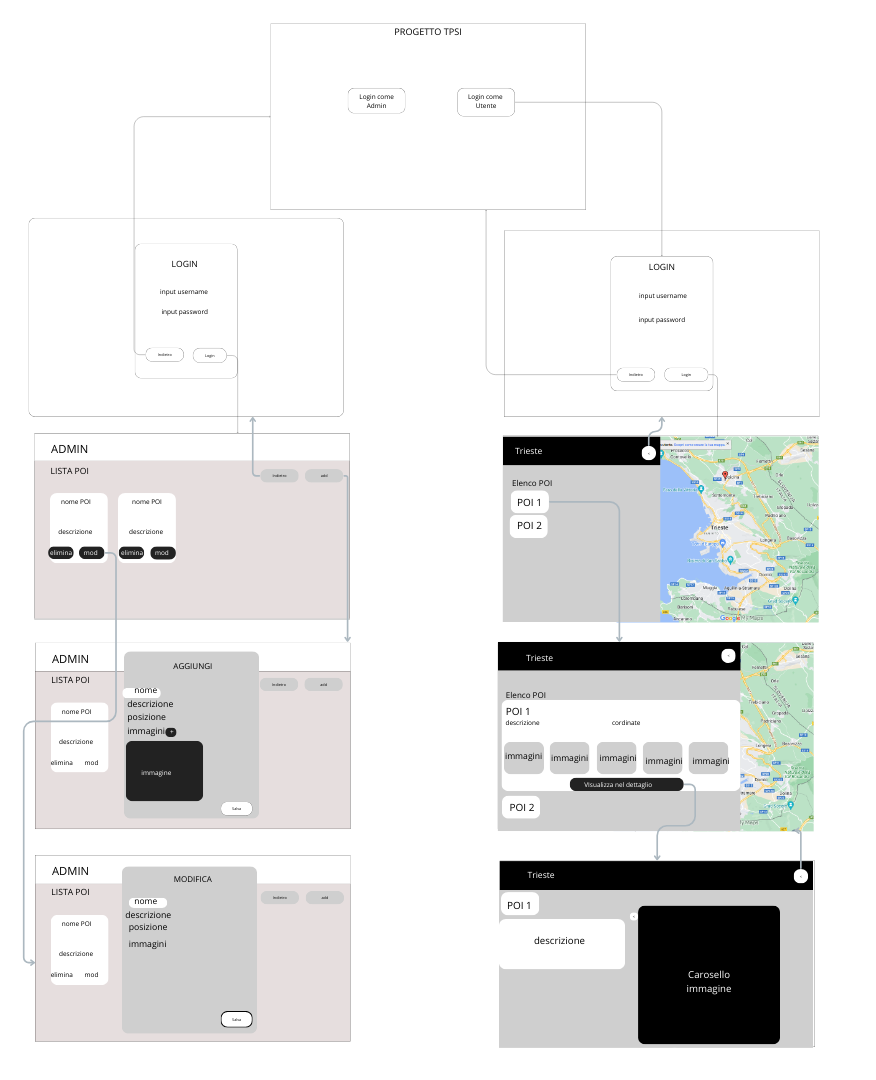 PROGETTO TPSI
Login come
Admin
Login come
Utente
LOGIN
input username
input password
Indietro
Login
LOGIN
input username
input password
Indietro
Login
ADMIN
LISTA POI
Indietro
add
nome POI
descrizione
elimina
mod
nome POI
descrizione
elimina
mod
Trieste
Elenco POI
POI 1
POI 2
Trieste
Google My Maps
ADMIN
LISTA POI
Indietro
add
nome POI
descrizione
elimina
mod
AGGIUNGI
nome
descrizione
posizione
immagini
+
immagine
Salva
Trieste
Elenco POI
POI 1
descrizione
cordinate
immagini
immagini
immagini
immagini
immagini
Visualizza nel dettaglio
POI 2
ADMIN
LISTA POI
Indietro
add
nome POI
descrizione
elimina
mod
MODIFICA
nome
descrizione
posizione
immagini
Salva
Trieste
POI 1
descrizione
Carosello
immagine